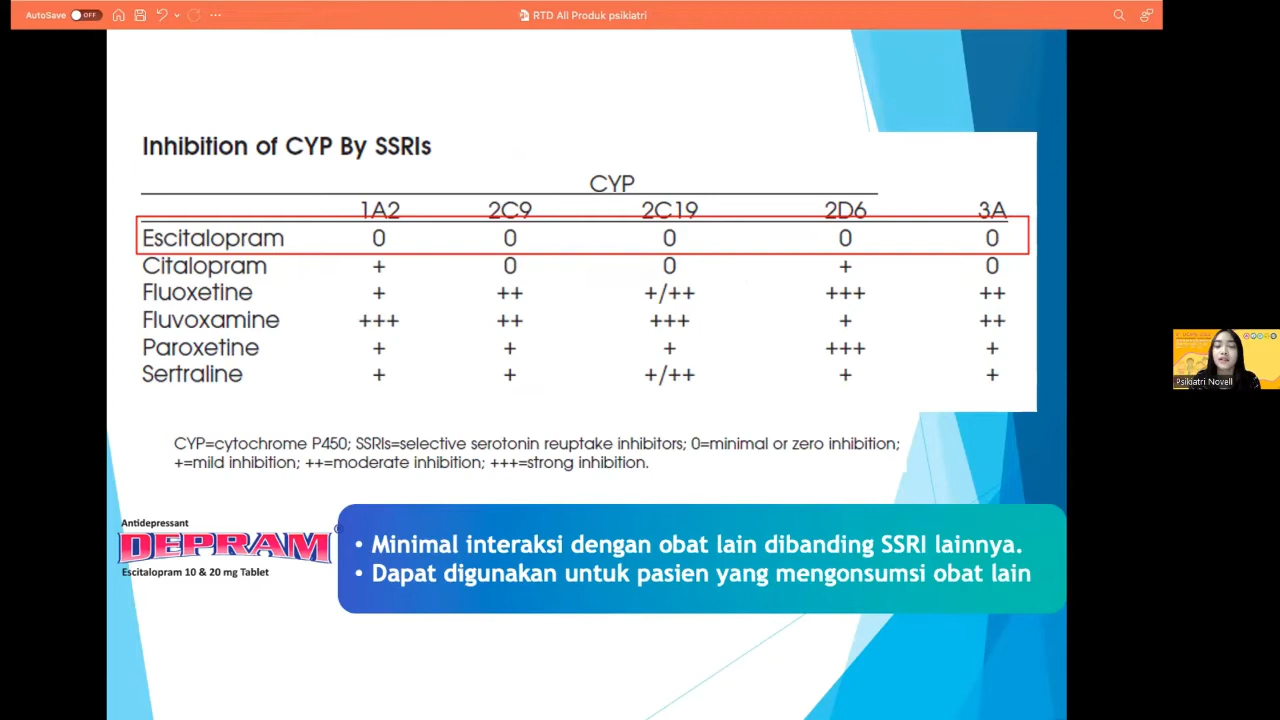 AutoSave OFF
RTD All Produk psikiatri
Inhibition of CYP By SSRIs
CYP
1A2 2C9 2C19 2D6 3A
Escitalopram 0 0 0 0 0
Citalopram + 0 0 + 0
Fluoxetine + ++ +/++ +++ ++
Fluvoxamine +++ ++ +++ + ++
Paroxetine + + + +++ +
Sertraline + + +/++ + +
CYP=cytochrome P450; SSRIs=selective serotonin reuptake inhibitors; 0=minimal or zero inhibition;
+=mild inhibition; ++=moderate inhibition; +++=strong inhibition.
Antidepressant
DEPRAM®
Escitalopram 10 & 20 mg Tablet
• Minimal interaksi dengan obat lain dibanding SSRI lainnya.
• Dapat digunakan untuk pasien yang mengonsumsi obat lain
Psikiatri Novell